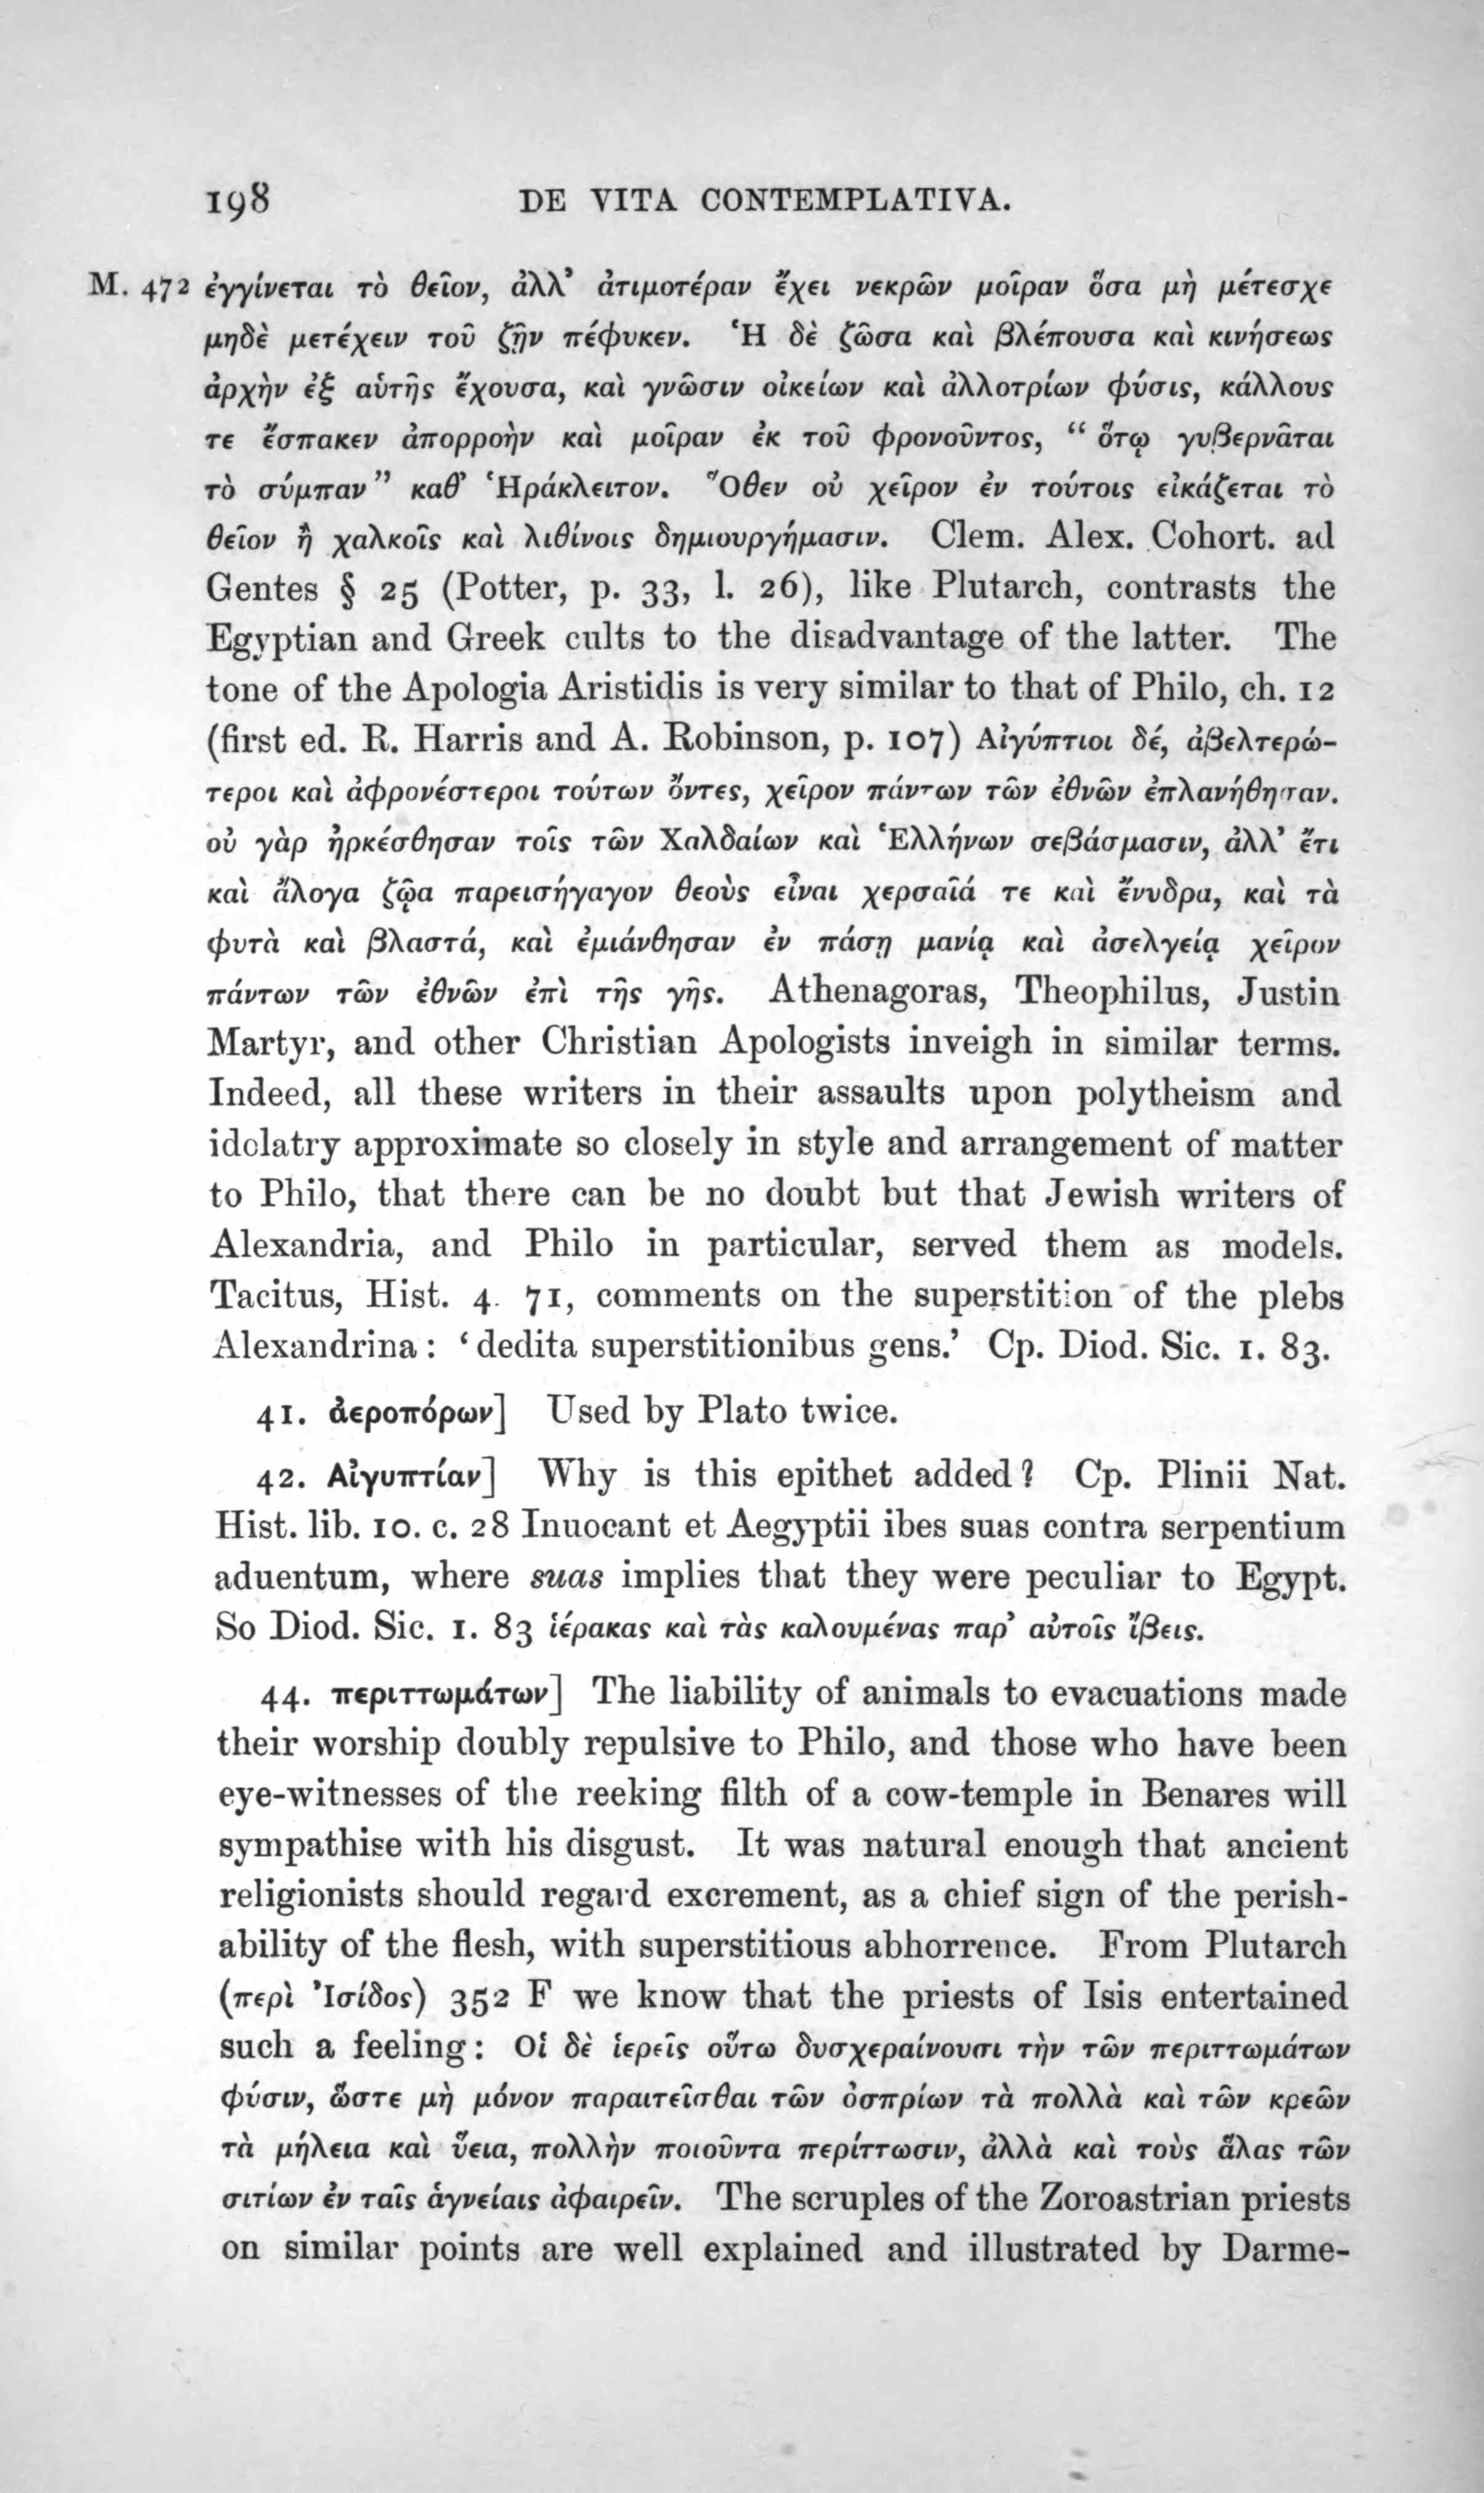 198 DE VITA CONTEMPLATIVA.
M. 472 ἐγγίνεται τὸ θεῖον, ἀλλ’ ἀτιμοτέραν ἔχει νεκρῶν μοῖραν ὅσα μὴ μέτεσχε
μηδὲ μετέχειν τοῦ ζῆν πέφυκεν. Ἡ δὲ ζῶσα καὶ βλέπουσα καὶ κινήσεως
ἀρχὴν ἐξ αὑτῆς ἔχουσα, καὶ γνῶσιν οἰκείων καὶ ἀλλοτρίων φύσις, κάλλους
τε ἔσπακεν ἀπορροὴν καὶ μοῖραν ἐκ τοῦ φρονοῦντος, “ ὅτῳ γυβερνᾶται
τὸ σύμπαν ” καθ’ Ἡράκλειτον. Ὅθεν οὐ χεῖρον ἐν τούτοις εἰκάζεται τὸ
θεῖον ἢ χαλκοῖς καὶ λιθίνοις δημιουργήμασιν. Clem. Alex. Cohort. ad
Gentes § 25 (Potter, p. 33, l. 26), like Plutarch, contrasts the
Egyptian and Greek cults to the disadvantage of the latter. The
tone of the Apologia Aristidis is very similar to that of Philo, ch. 12
(first ed. R. Harris and A. Robinson, p. 107) Αἰγύπτιοι δέ, ἀβελτερώ-
τεροι καὶ ἀφρονέστεροι τούτων ὄντες, χεῖρον πάντων τῶν ἐθνῶν ἐπλανήθησαν.
οὐ γὰρ ἠρκέσθησαν τοῖς τῶν Χαλδαίων καὶ Ἑλλήνων σεβάσμασιν, ἀλλ’ ἔτι
καὶ ἄλογα ζῷα παρεισήγαγον θεοὺς εἶναι χερσαῖά τε καὶ ἔνυδρα, καὶ τὰ
φυτὰ καὶ βλαστά, καὶ ἐμιάνθησαν ἐν πάσῃ μανίᾳ καὶ ἀσελγείᾳ χεῖρον
πάντων τῶν ἐθνῶν ἐπὶ τῆς γῆς. Athenagoras, Theophilus, Justin
Martyr, and other Christian Apologists inveigh in similar terms.
Indeed, all these writers in their assaults upon polytheism and
idolatry approximate so closely in style and arrangement of matter
to Philo, that there can be no doubt but that Jewish writers of
Alexandria, and Philo in particular, served them as models.
Tacitus, Hist. 4. 71, comments on the superstition of the plebs
Alexandrina : ‘ dedita superstitionibus gens.’ Cp. Diod. Sic. 1. 83.
41. ἀεροπόρων] Used by Plato twice.
42. Αἰγυπτίαν] Why is this epithet added? Cp. Plinii Nat.
Hist. lib. 10. c. 28 Inuocant et Aegyptii ibes suas contra serpentium
aduentum, where suas implies that they were peculiar to Egypt.
So Diod. Sic. 1. 83 ἱέρακας καὶ τὰς καλουμένας παρ’ αὐτοῖς ἴβεις.
44. περιττωμάτων] The liability of animals to evacuations made
their worship doubly repulsive to Philo, and those who have been
eye-witnesses of the reeking filth of a cow-temple in Benares will
sympathise with his disgust. It was natural enough that ancient
religionists should regard excrement, as a chief sign of the perish-
ability of the flesh, with superstitious abhorrence. From Plutarch
(περὶ Ἰσίδος) 352 F we know that the priests of Isis entertained
such a feeling : Οἱ δὲ ἱερεῖς οὕτω δυσχεραίνουσι τὴν τῶν περιττωμάτων
φύσιν, ὥστε μὴ μόνον παραιτεῖσθαι τῶν ὀσπρίων τὰ πολλὰ καὶ τῶν κρεῶν
τὰ μήλεια καὶ ὕεια, πολλὴν ποιοῦντα περίττωσιν, ἀλλὰ καὶ τοὺς ἅλας τῶν
σιτίων ἐν ταῖς ἁγνείαις ἀφαιρεῖν. The scruples of the Zoroastrian priests
on similar points are well explained and illustrated by Darme-